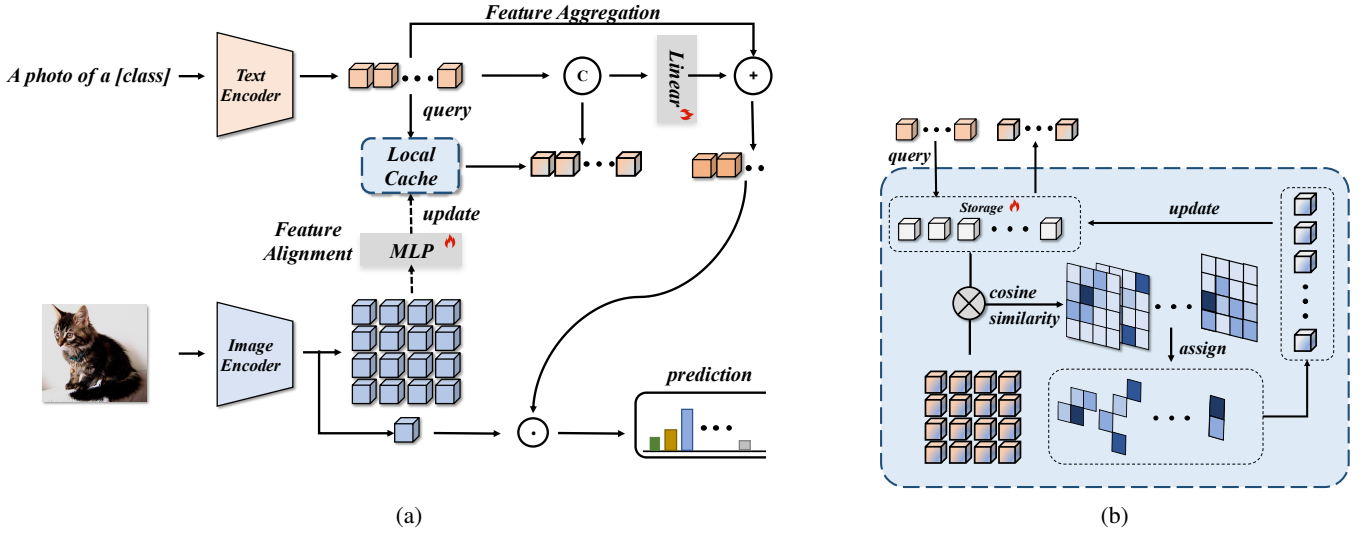 Feature Aggregation
A photo of a [class]
Text
Encoder
C
Linear
+
query
Local
Cache
update
Feature
Alignment
MLP
Image
Encoder
prediction
(a)
query
Storage
update
cosine
similarity
assign
(b)